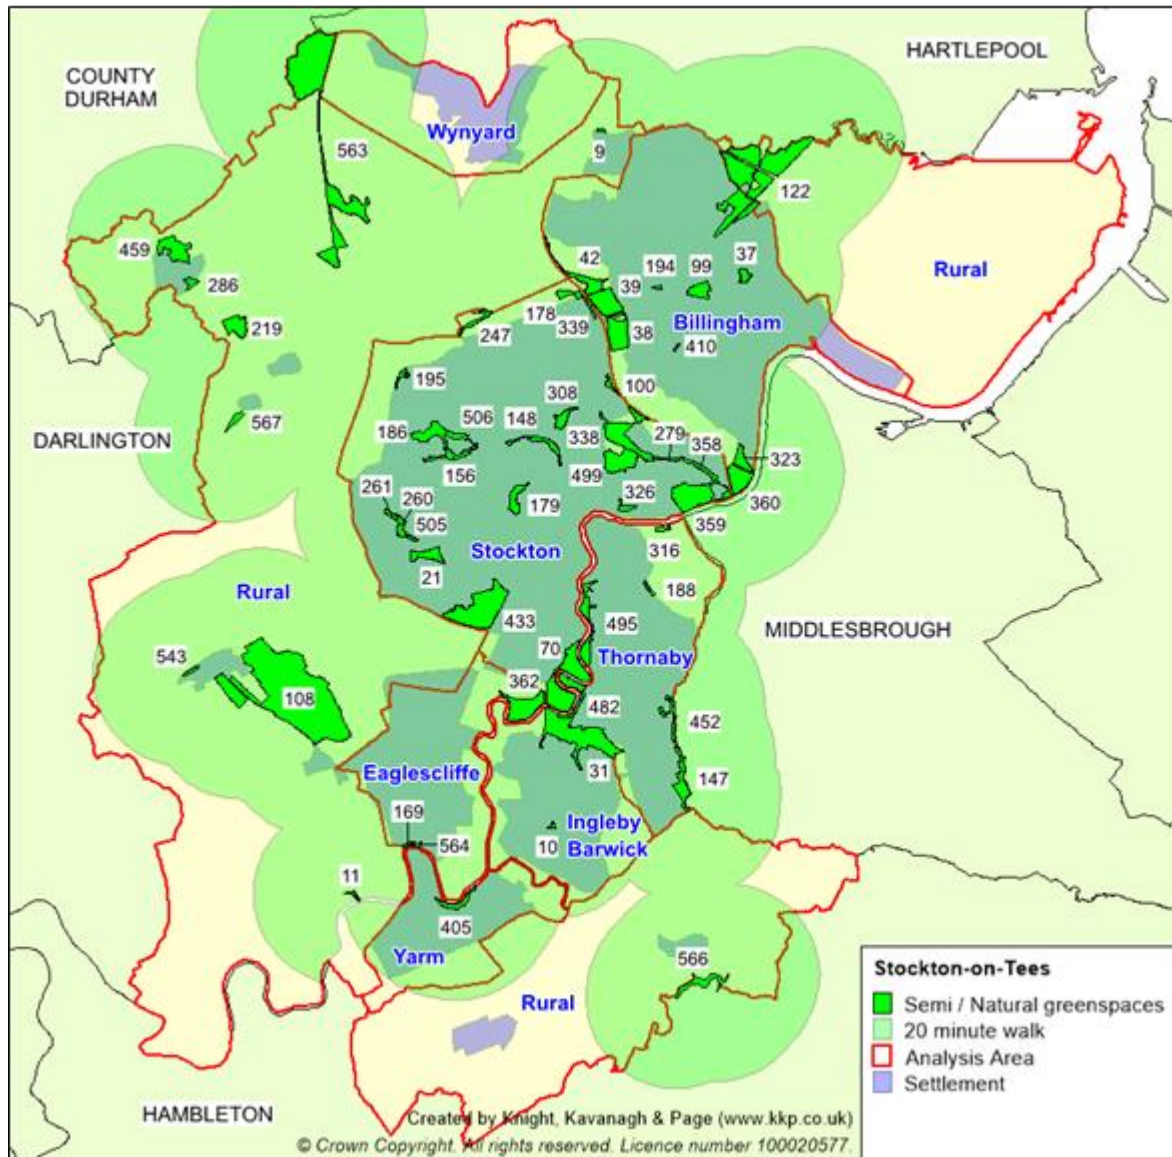 HARTLEPOOL
COUNTY
DURHAM
Wynyard
563
9
122
459
286
42
194
99
37
Rural
39
219
247
178
339
38
Billingham
410
195
100
308
186
506
148
338
279
358
323
567
DARLINGTON
156
499
326
360
261
260
179
359
505
316
Stockton
21
188
Rural
433
495
70
Thornaby
MIDDLESBROUGH
543
362
108
482
452
31
147
Eaglescliffe
169
Ingleby
Barwick
10
564
11
405
Yarm
566
Rural
Stockton-on-Tees
Semi / Natural greenspaces
20 minute walk
Analysis Area
Settlement
HAMBLETON
Created by Knight, Kavanagh & Page (www.kkp.co.uk)
© Crown Copyright. All rights reserved. Licence number 100020577.